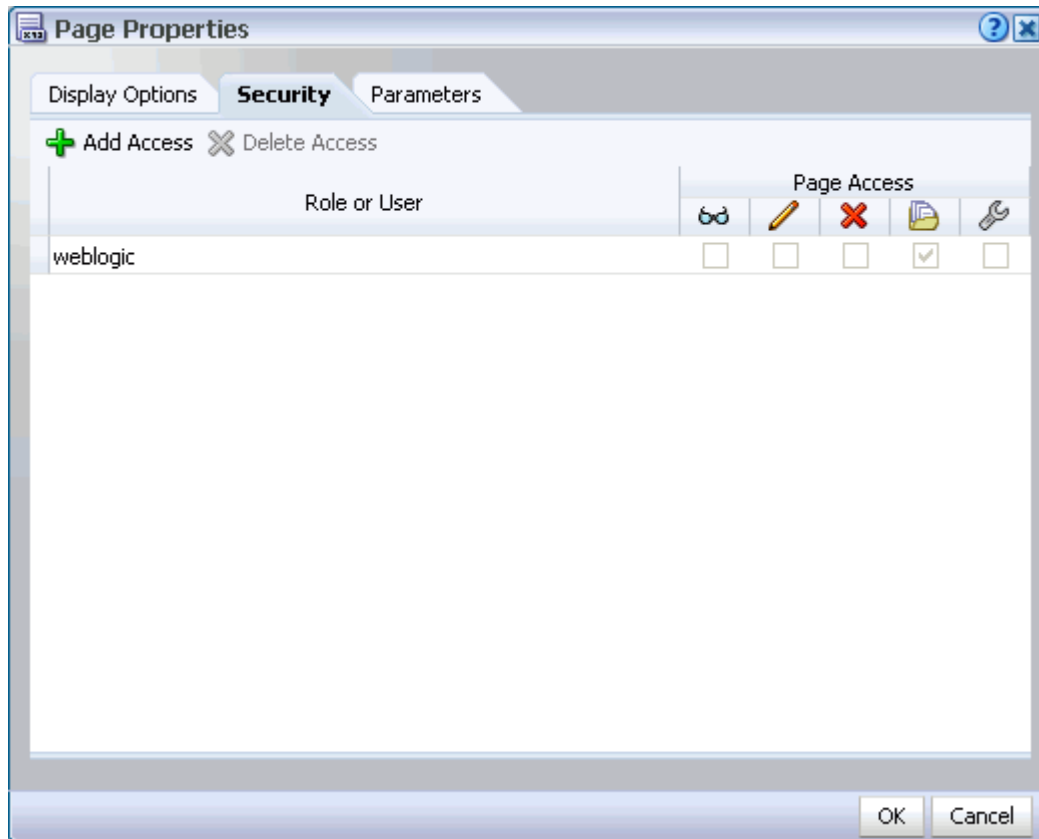 Page Properties
Display Options Security Parameters
Add Access Delete Access
Role or User
Page Access
weblogic
OK Cancel